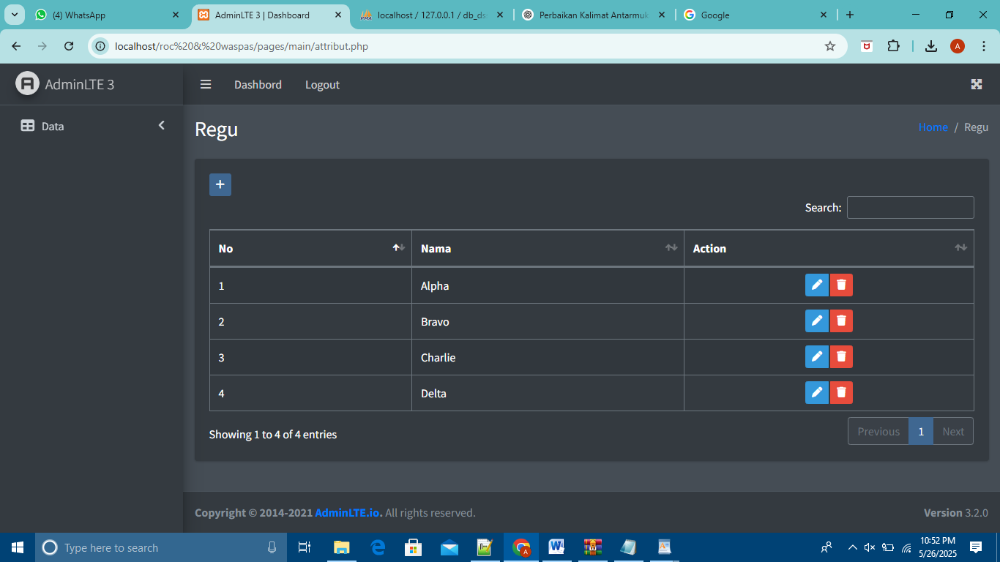 (4) WhatsApp
AdminLTE 3 | Dashboard
localhost / 127.0.0.1 / db_ds
Perbaikan Kalimat Antarmuk
Google
localhost/roc%20&%20waspas/pages/main/attribut.php
A
AdminLTE 3
Dashbord
Logout
Data
Regu
Home / Regu
+
Search:
No Nama Action
1 Alpha
2 Bravo
3 Charlie
4 Delta
Showing 1 to 4 of 4 entries
Previous 1 Next
Copyright © 2014-2021 AdminLTE.io. All rights reserved.
Version 3.2.0
Type here to search
10:52 PM
5/26/2025